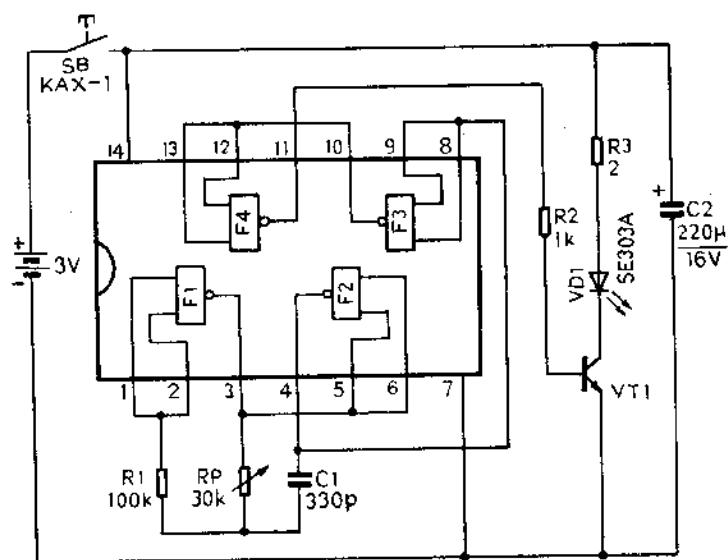 SB
KAX-1
14
13
12
11
10
9
8
F4
F3
F1
F2
1
2
3
4
5
6
7
3V
+
-
R1
100k
RP
30k
C1
330p
R2
1k
R3
2
VD1
SE303A
VT1
+
C2
220μ
16V